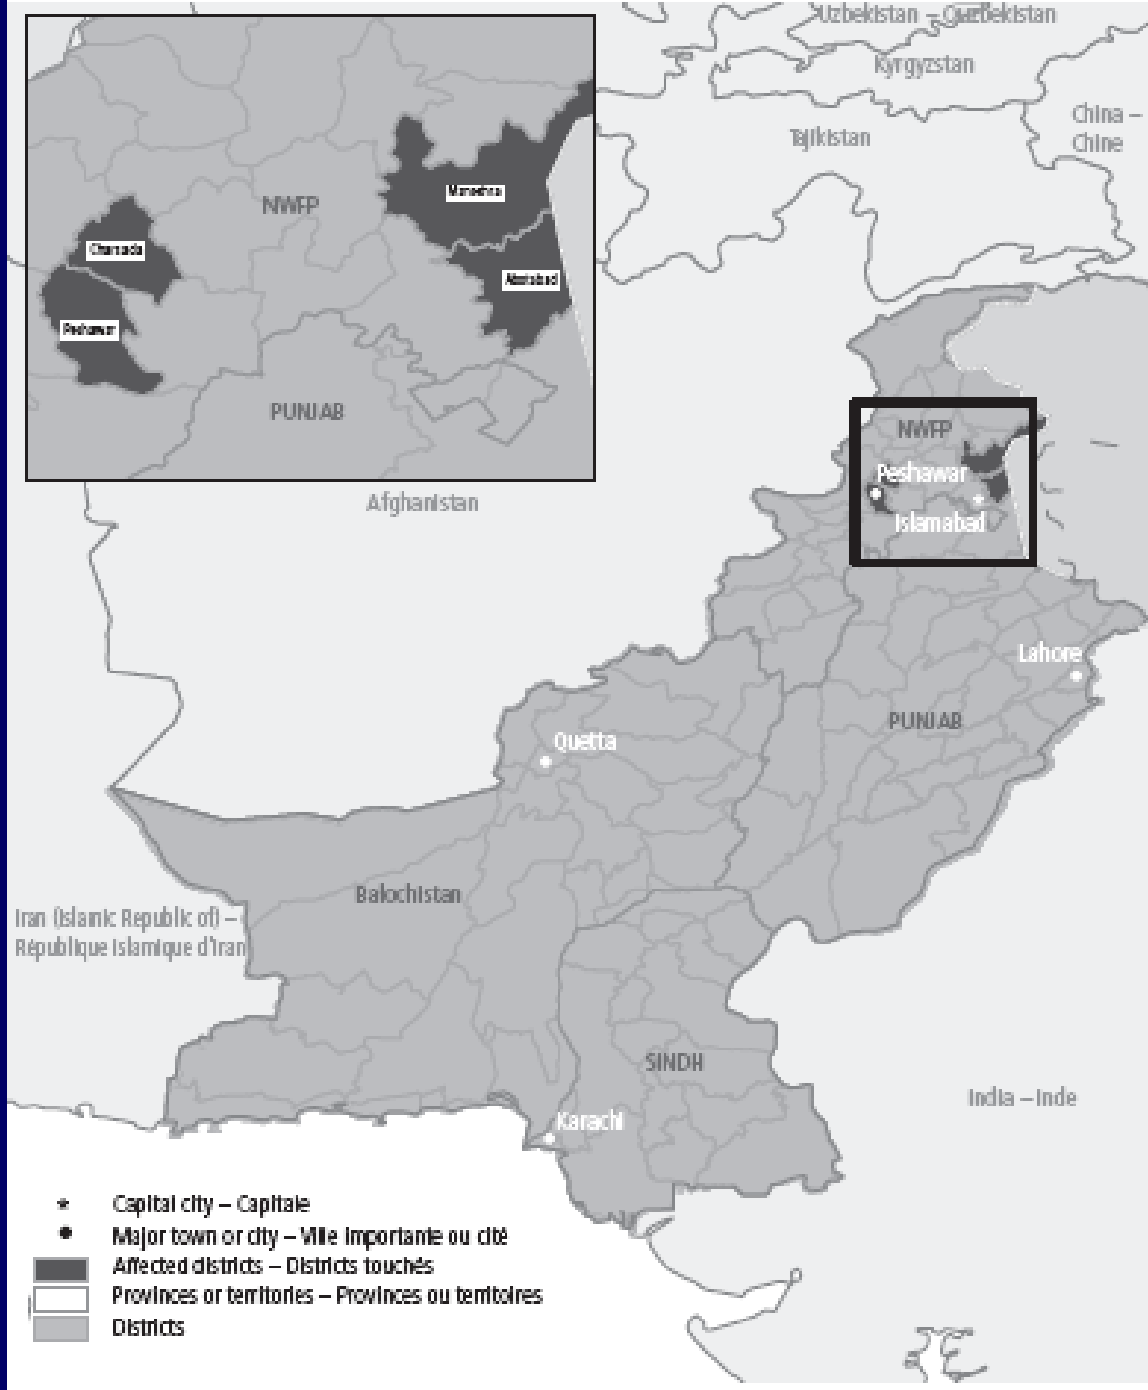 Uzbekistan – Ouzbékistan
Kyrgyzstan
China –
Chine
Tajikistan
NWFP
Mansehra
Charsada
Abotabad
Peshawar
PUNJAB
NWFP
Peshawar
Islamabad
Afghanistan
Lahore
PUNJAB
Quetta
Balochistan
Iran (Islamic Republic of) –
République islamique d'Iran
SINDH
India – Inde
Karachi
Capital city – Capitale
Major town or city – Ville importante ou cité
Affected districts – Districts touchés
Provinces or territories – Provinces ou territoires
Districts